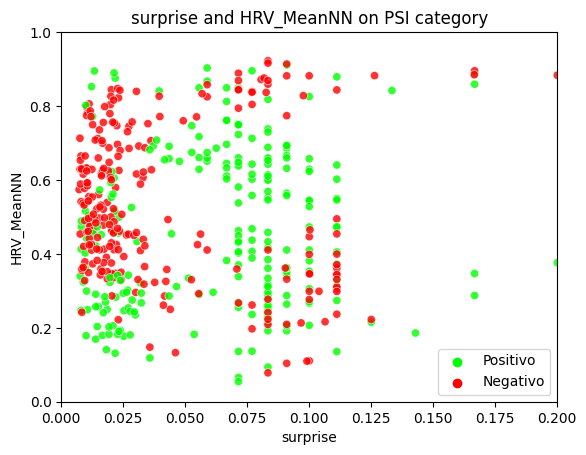 surprise and HRV_MeanNN on PSI category
1.0
0.8
0.6
0.4
0.2
0.0
HRV_MeanNN
Positivo
Negativo
0.000 0.025 0.050 0.075 0.100 0.125 0.150 0.175 0.200
surprise